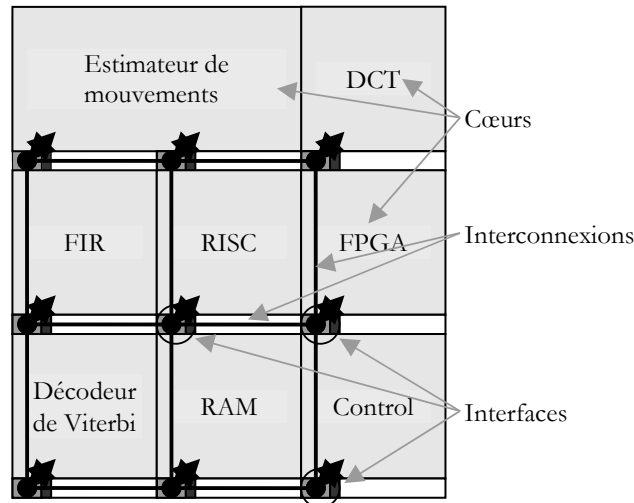 Estimateur de
mouvements
DCT
Cœurs
FIR
RISC
FPGA
Interconnexions
Décodeur
de Viterbi
RAM
Control
Interfaces